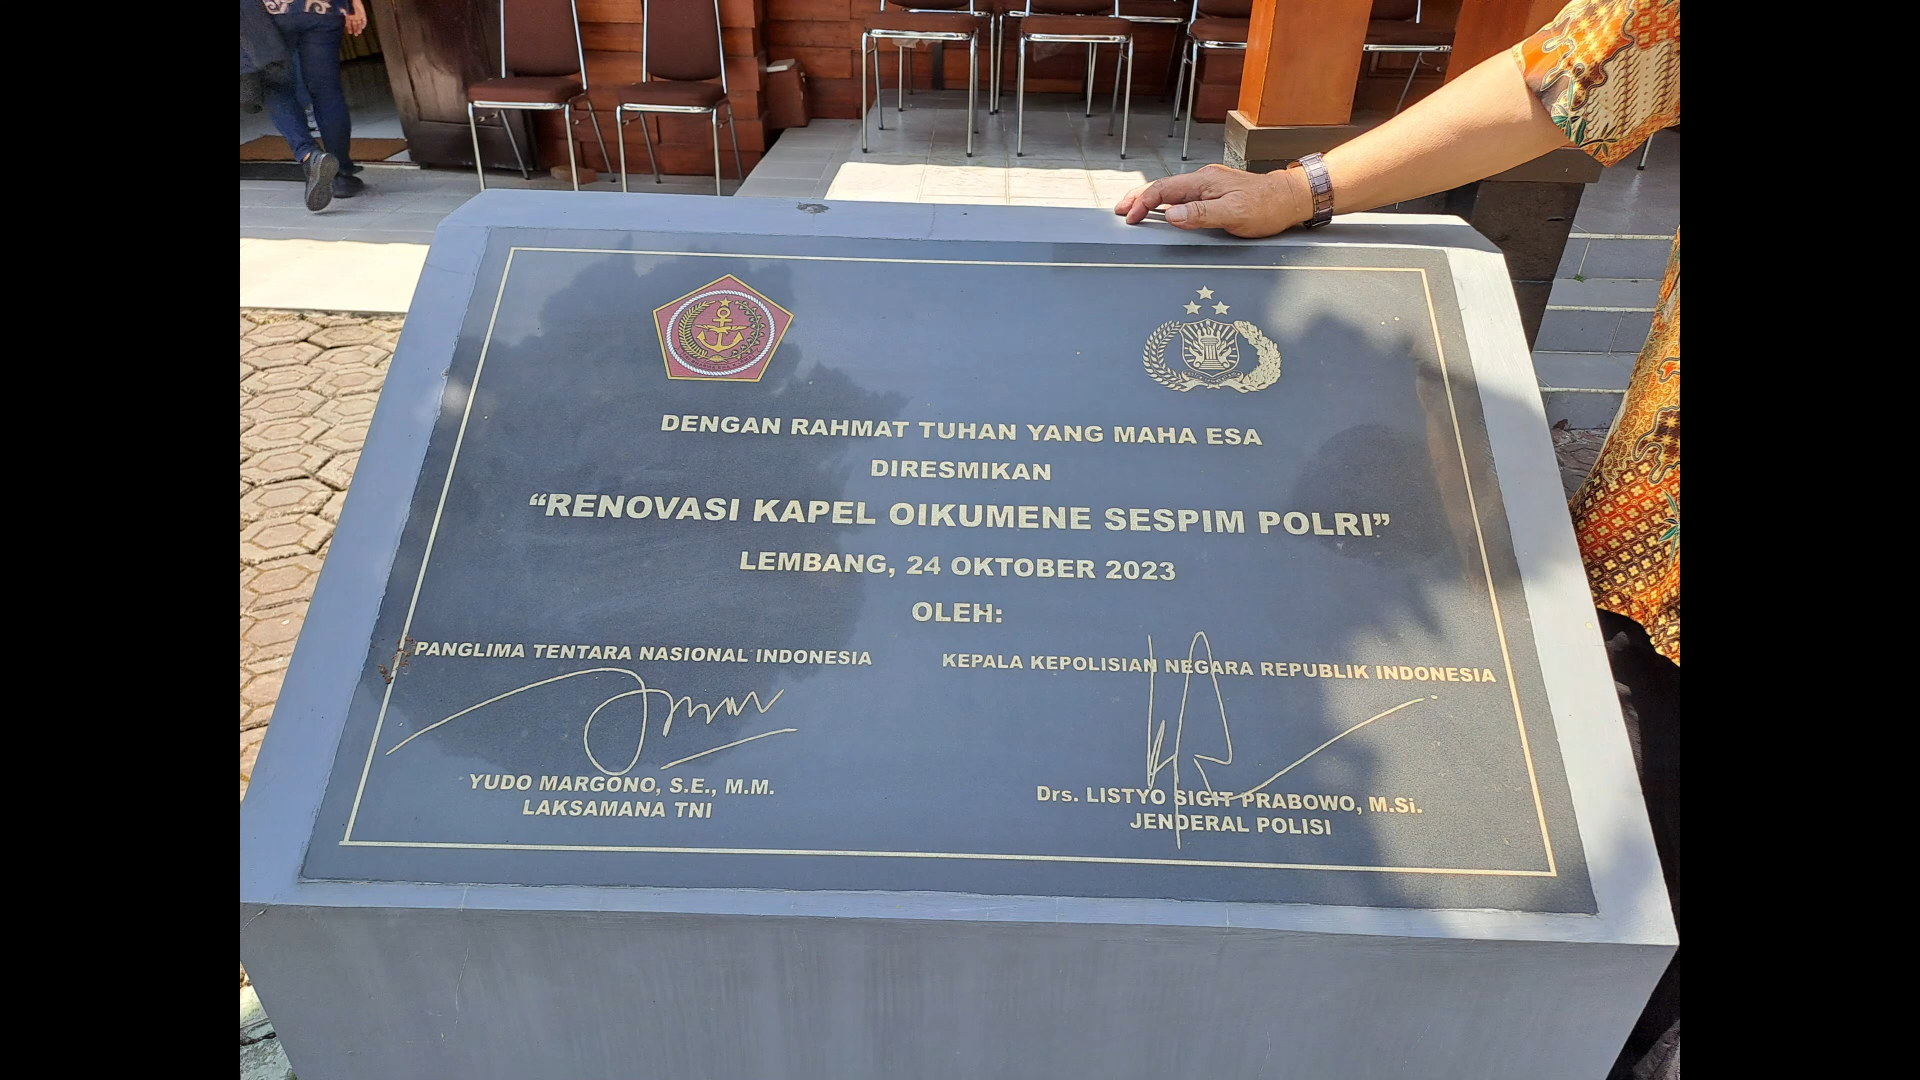 DENGAN RAHMAT TUHAN YANG MAHA ESA
DIRESMIKAN
“RENOVASI KAPEL OIKUMENE SESPIM POLRI”
LEMBANG, 24 OKTOBER 2023
OLEH:
PANGLIMA TENTARA NASIONAL INDONESIA
YUDO MARGONO, S.E., M.M.
LAKSAMANA TNI
KEPALA KEPOLISIAN NEGARA REPUBLIK INDONESIA
Drs. LISTYO SIGIT PRABOWO, M.Si.
JENDERAL POLISI